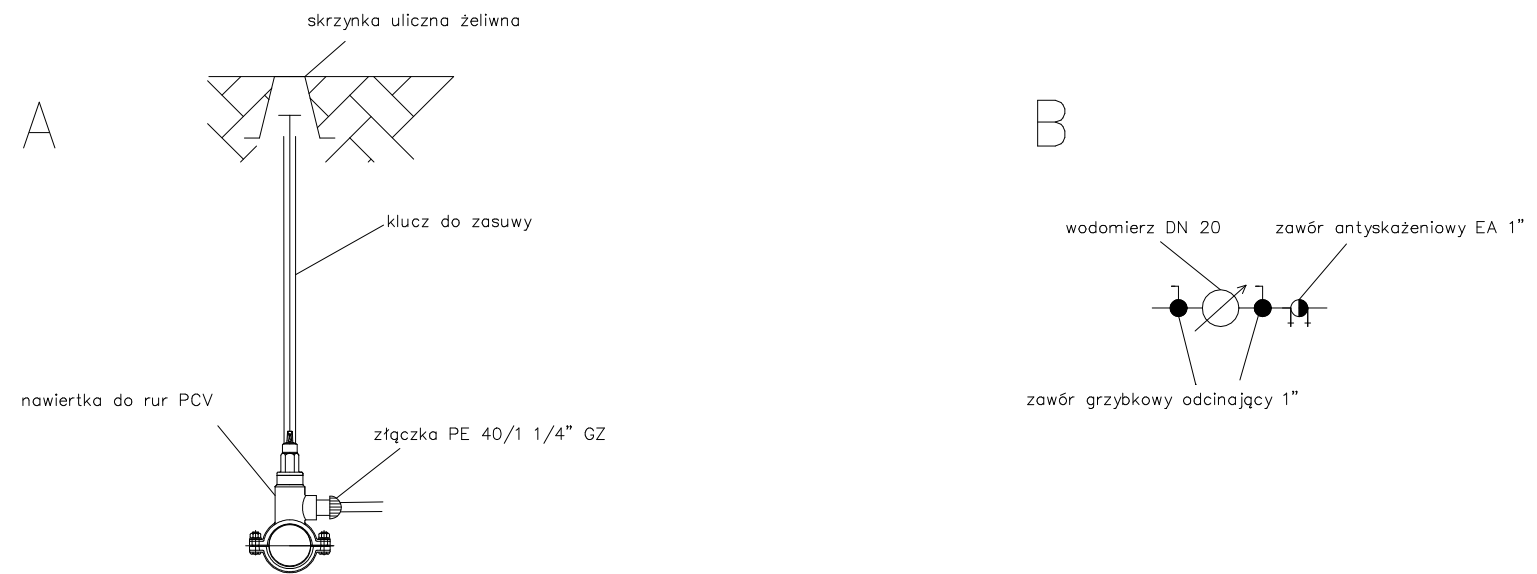 skrzynka uliczna żeliwna
A
klucz do zasuwy
nawiertka do rur PCV
złączka PE 40/1 1/4” GZ
B
wodomierz DN 20
zawór antyskażeniowy EA 1”
zawór grzybkowy odcinający 1”